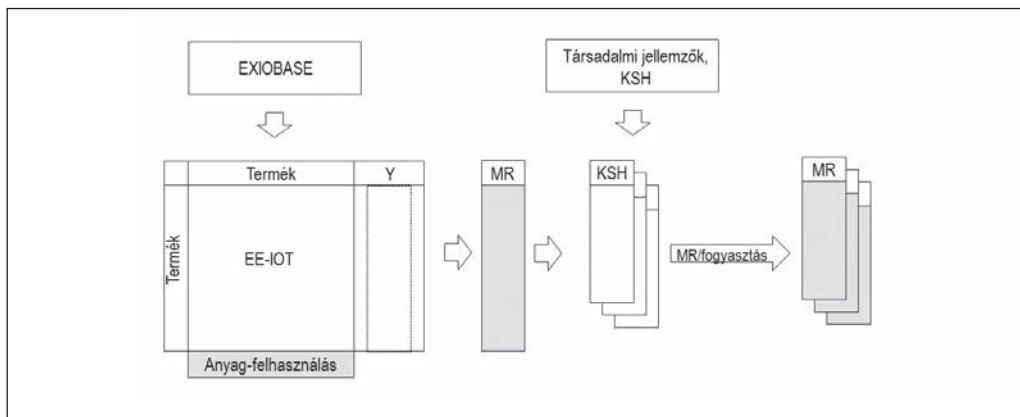 EXIOBASE
Társadalmi jellemzők,
KSH
Termék
Y
MR
KSH
MR
Termék
EE-IOT
MR/fogyasztás
Anyag-felhasználás